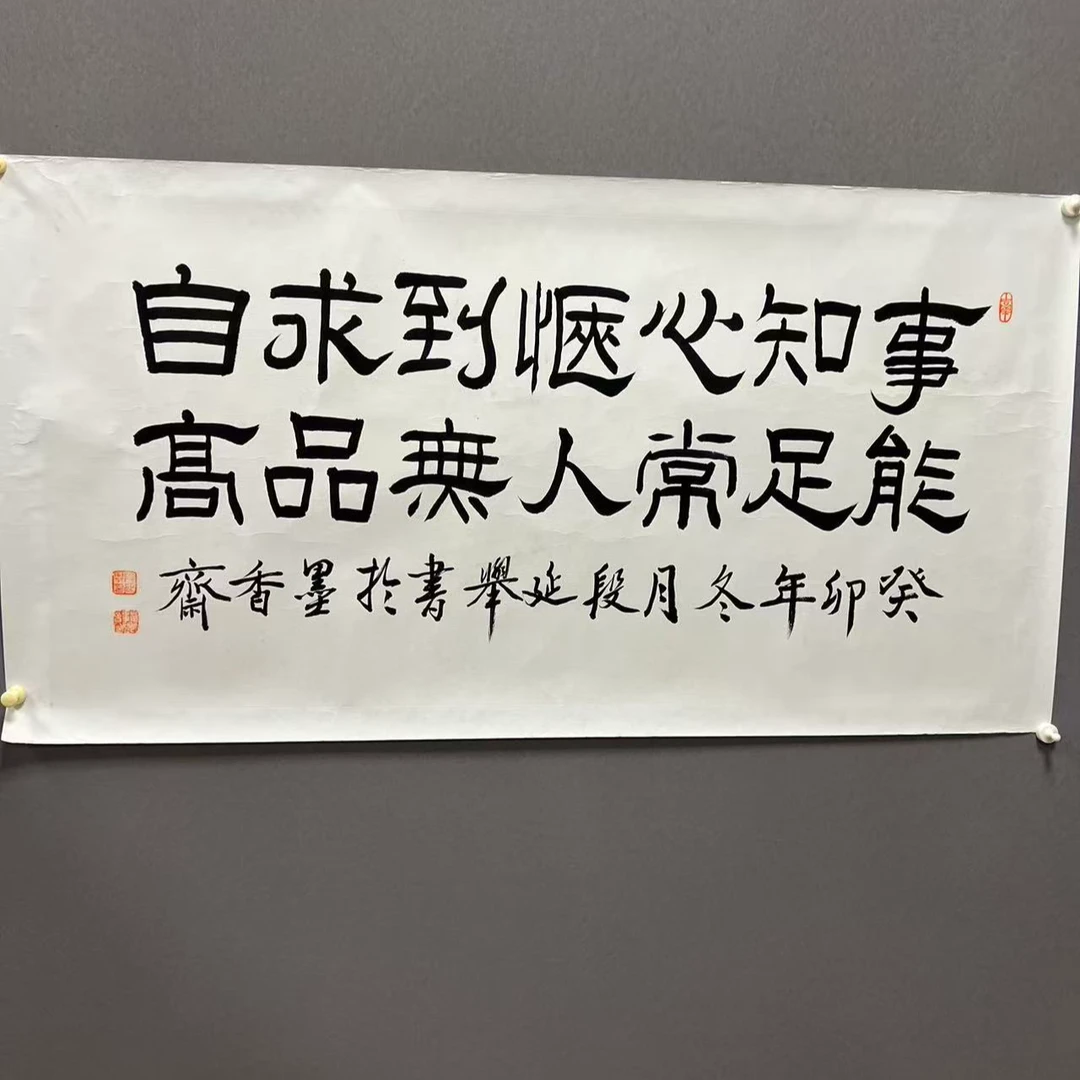 事能
知足
心常
愜人
到無
求品
自髙
癸卯年冬月段延舉書於墨香齋